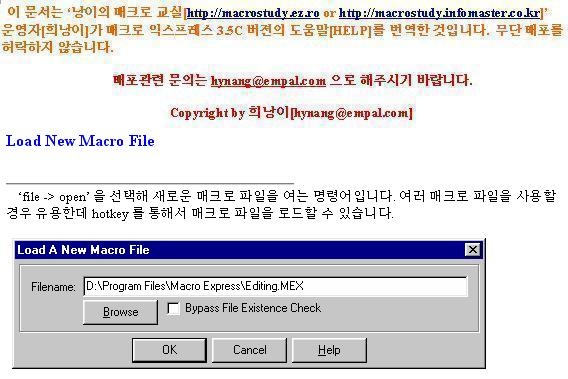 이 문서는 ‘낭이의 매크로 교실[http://macrostudy.ez.ro or http://macrostudy.infomaster.co.kr]’
운영자[희낭이]가 매크로 익스프레스 3.5C 버젼의 도움말[HELP]를 번역한 것입니다. 무단 배포를
허락하지 않습니다.
배포관련 문의는 hynang@empal.com 으로 해주시기 바랍니다.
Copyright by 희낭이[hynang@empal.com]
Load New Macro File
‘file -> open’ 을 선택해 새로운 매크로 파일을 여는 명령어입니다. 여러 매크로 파일을 사용할
경우 유용한데 hotkey 를 통해서 매크로 파일을 로드할 수 있습니다.
Load A New Macro File
Filename: D:\Program Files\Macro Express\Editing.MEX
Browse Bypass File Existence Check
OK Cancel Help